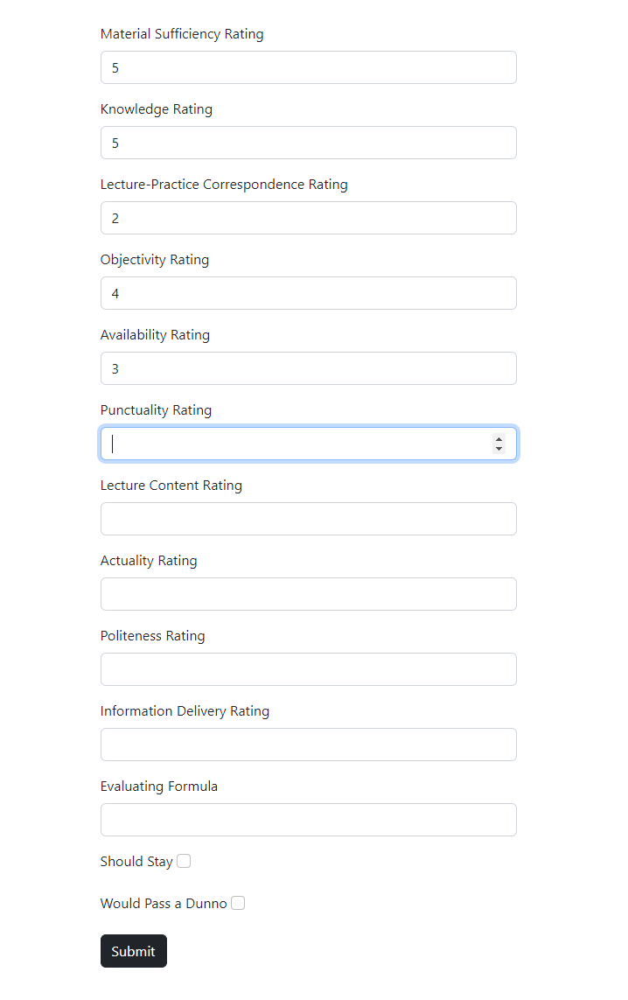 Material Sufficiency Rating
5
Knowledge Rating
5
Lecture-Practice Correspondence Rating
2
Objectivity Rating
4
Availability Rating
3
Punctuality Rating
Lecture Content Rating
Actuality Rating
Politeness Rating
Information Delivery Rating
Evaluating Formula
Should Stay
Would Pass a Dunno
Submit